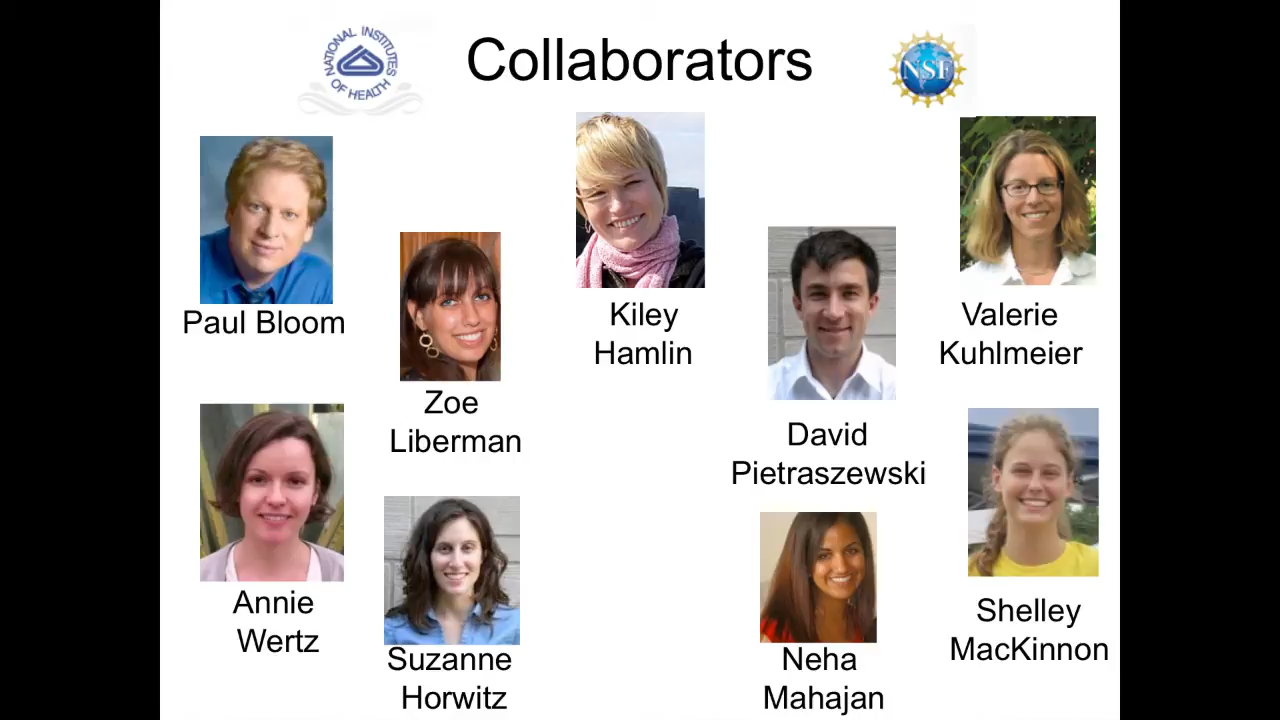 NATIONAL INSTITUTES
OF HEALTH
Collaborators
NSF
Paul Bloom
Zoe
Liberman
Kiley
Hamlin
David
Pietraszewski
Valerie
Kuhlmeier
Annie
Wertz
Suzanne
Horwitz
Neha
Mahajan
Shelley
MacKinnon